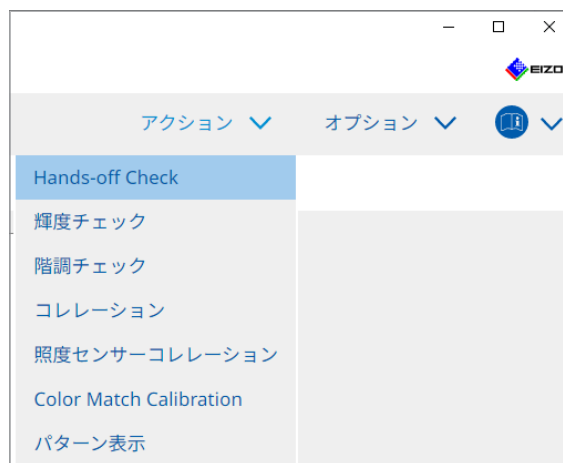 EIZO
アクション オプション
Hands-off Check
輝度チェック
階調チェック
コレレーション
照度センサーコレレーション
Color Match Calibration
パターン表示